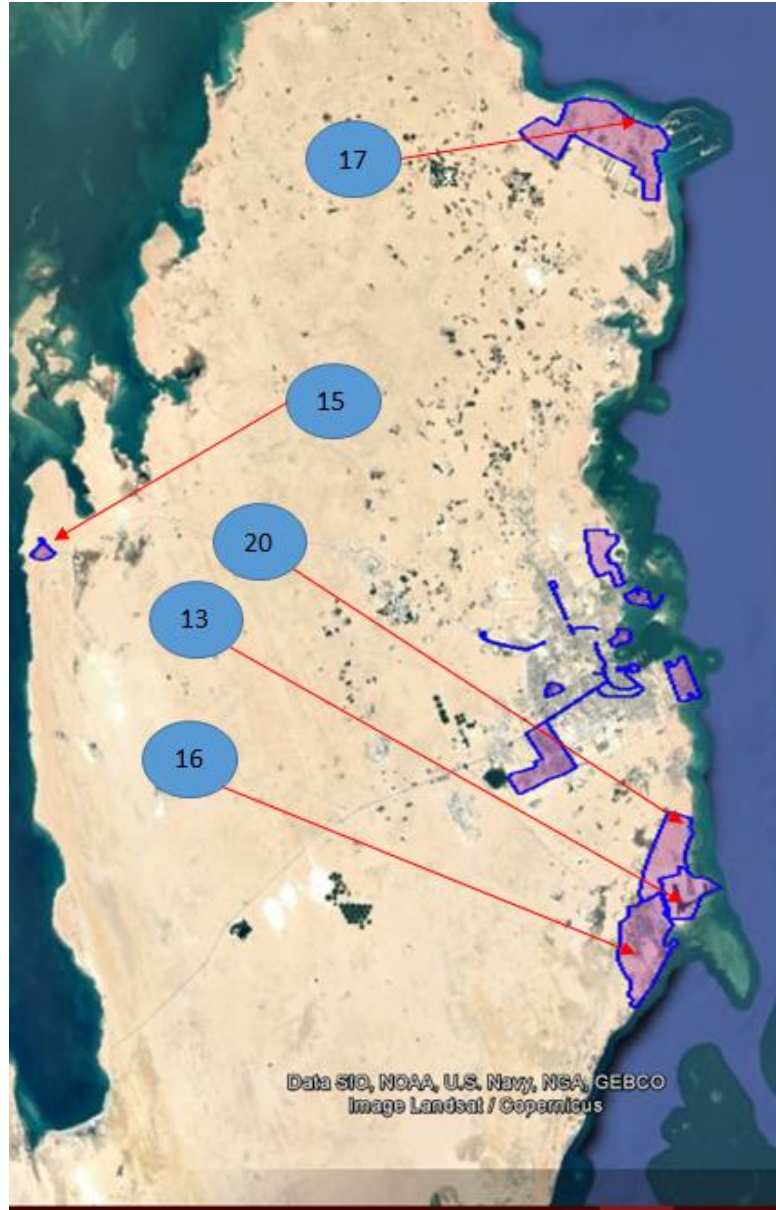 17
15
20
13
16
Data SIO, NOAA, U.S. Navy, NGA, GEBCO
Image Landsat / Copernicus